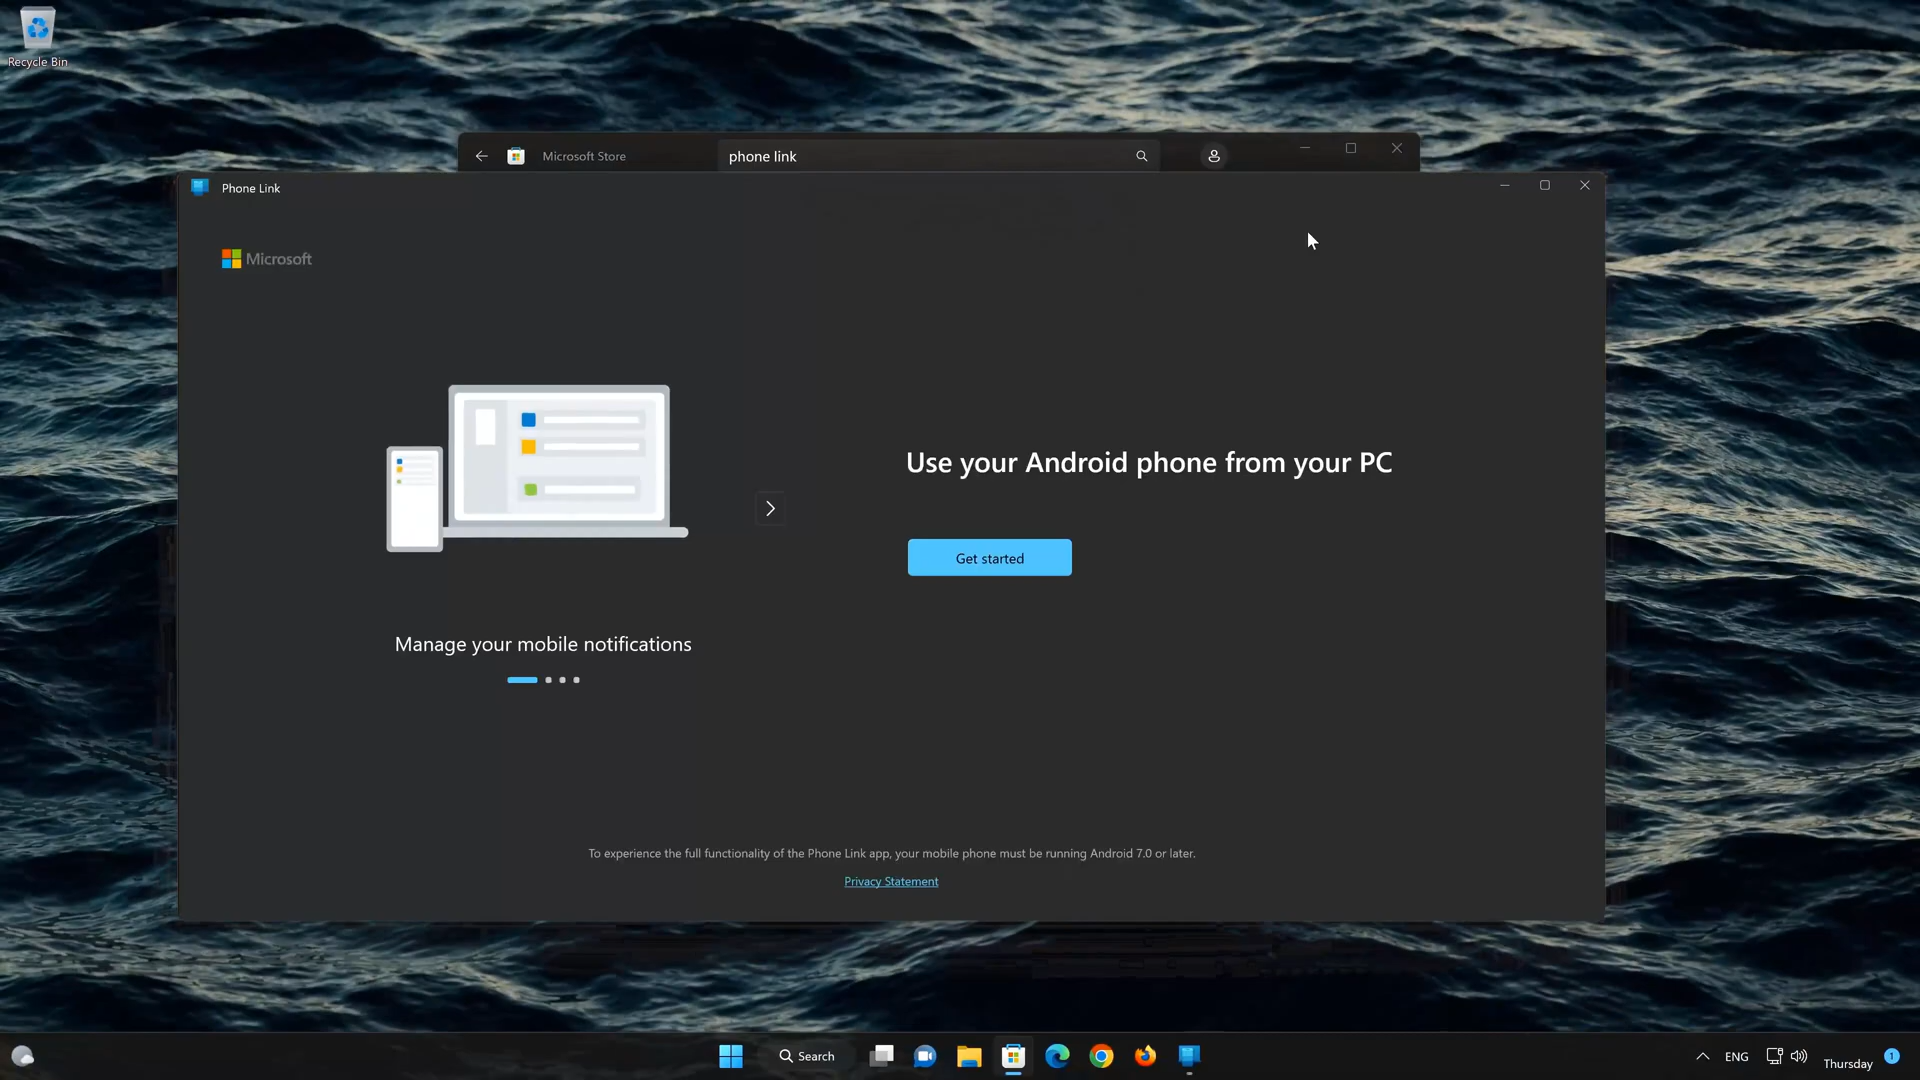 Recycle Bin
Microsoft Store
phone link
Phone Link
Microsoft
Use your Android phone from your PC
Get started
Manage your mobile notifications
To experience the full functionality of the Phone Link app, your mobile phone must be running Android 7.0 or later.
Privacy Statement
Search
ENG
Thursday
1